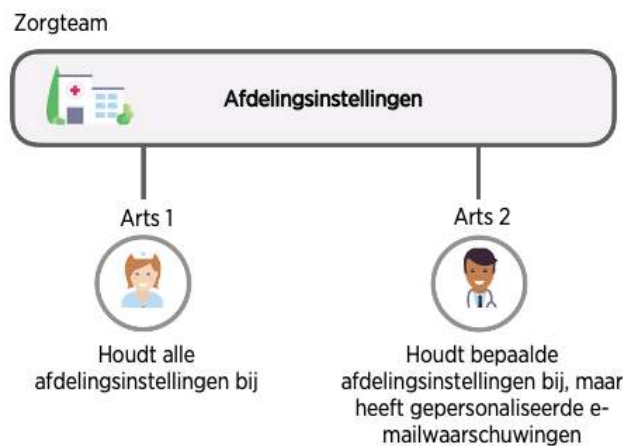 Zorgteam
Afdelingsinstellingen
Arts 1
Houdt alle
afdelingsinstellingen bij
Arts 2
Houdt bepaalde
afdelingsinstellingen bij, maar
heeft gepersonaliseerde e-
mailwaarschuwingen